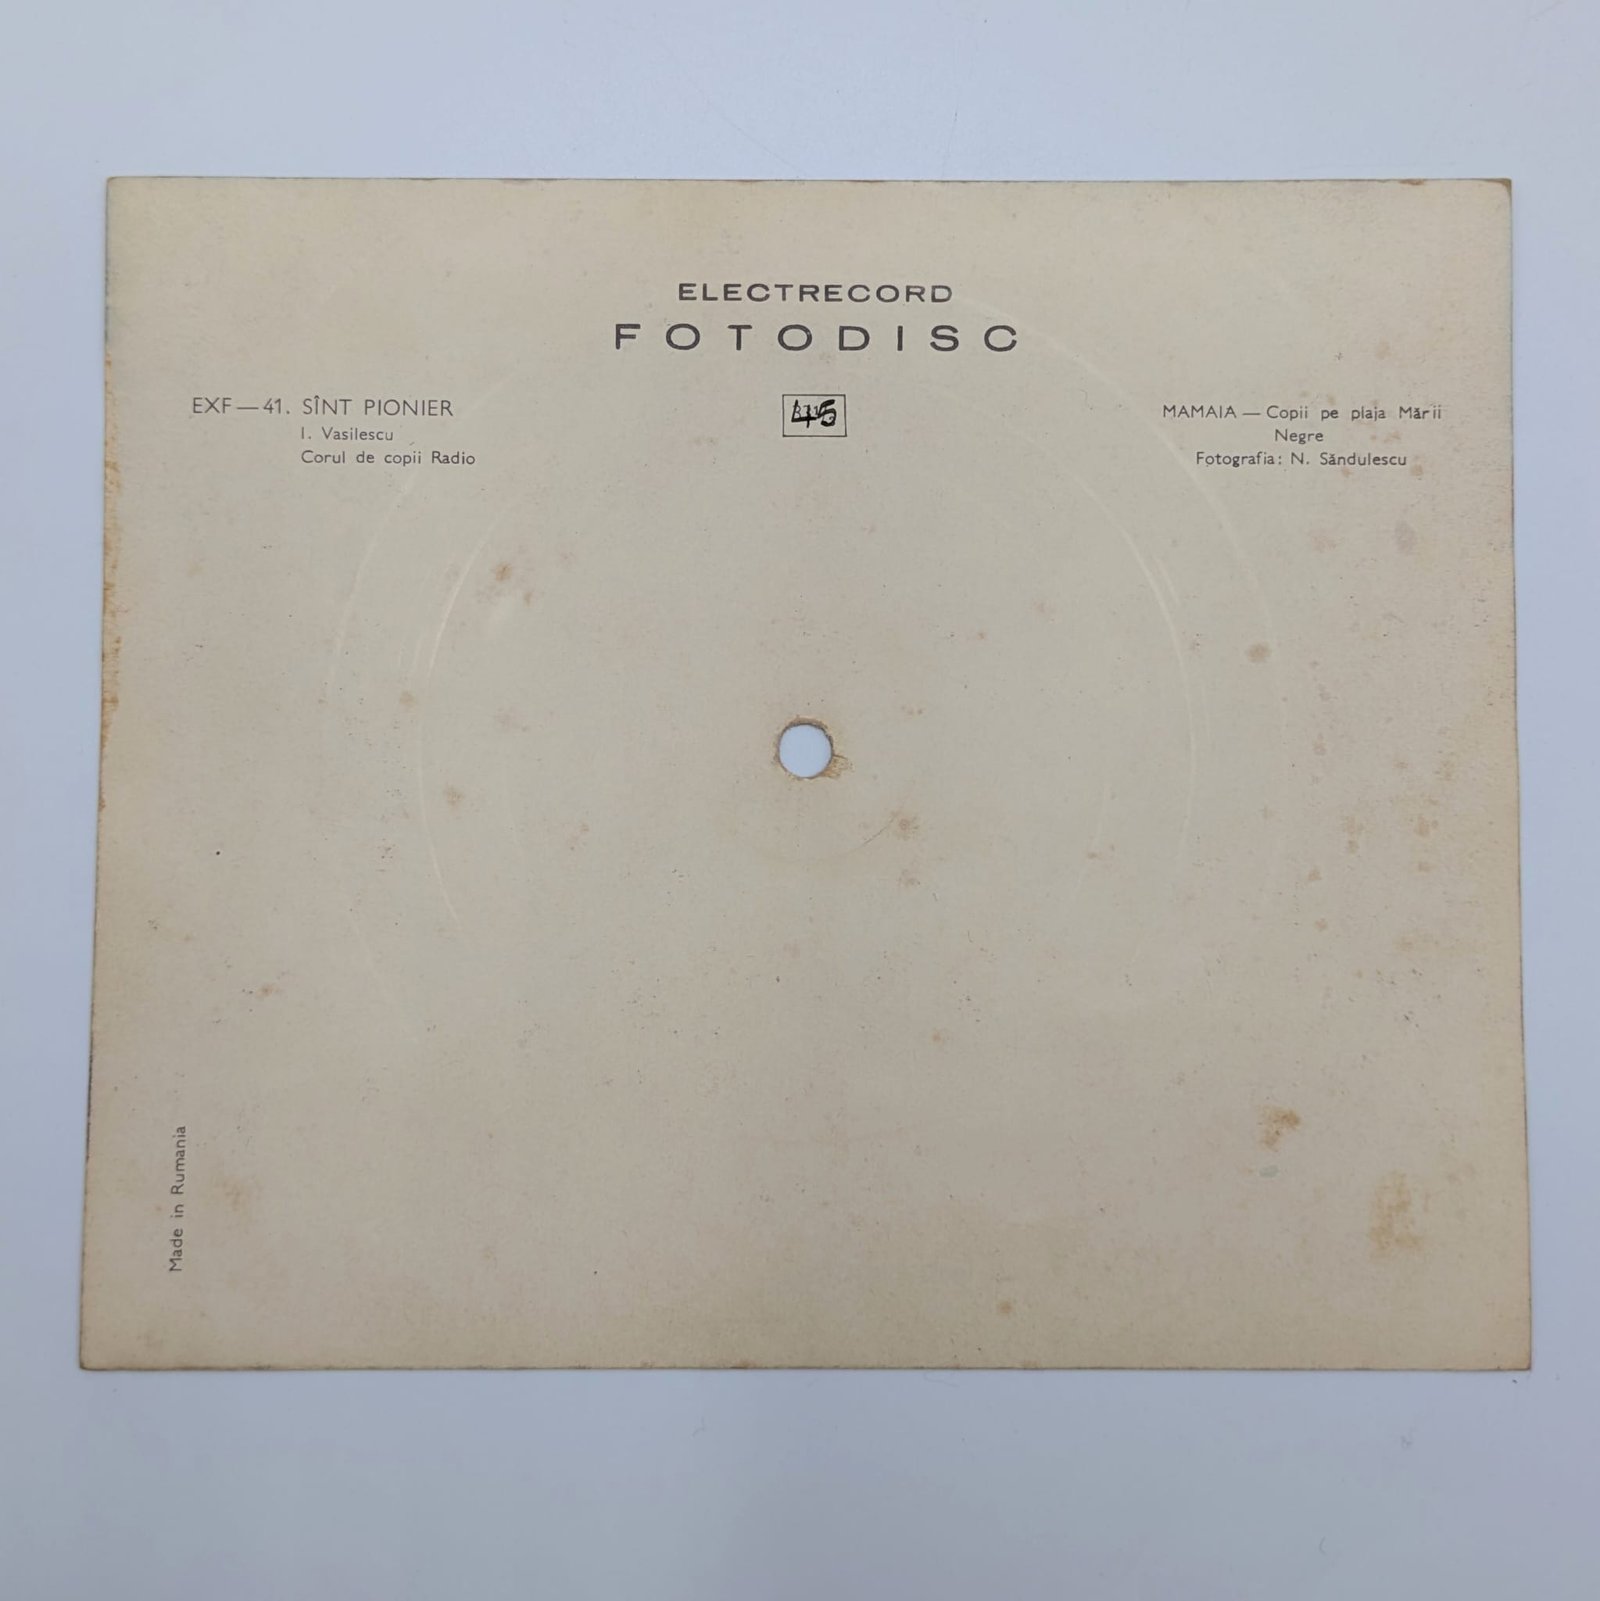 ELECTRECORD
FOTODISC
EXF — 41. SÎNT PIONIER
I. Vasilescu
Corul de copii Radio
45
MAMAIA — Copii pe plaja Mării
Negre
Fotografia: N. Săndulescu
Made in Rumania